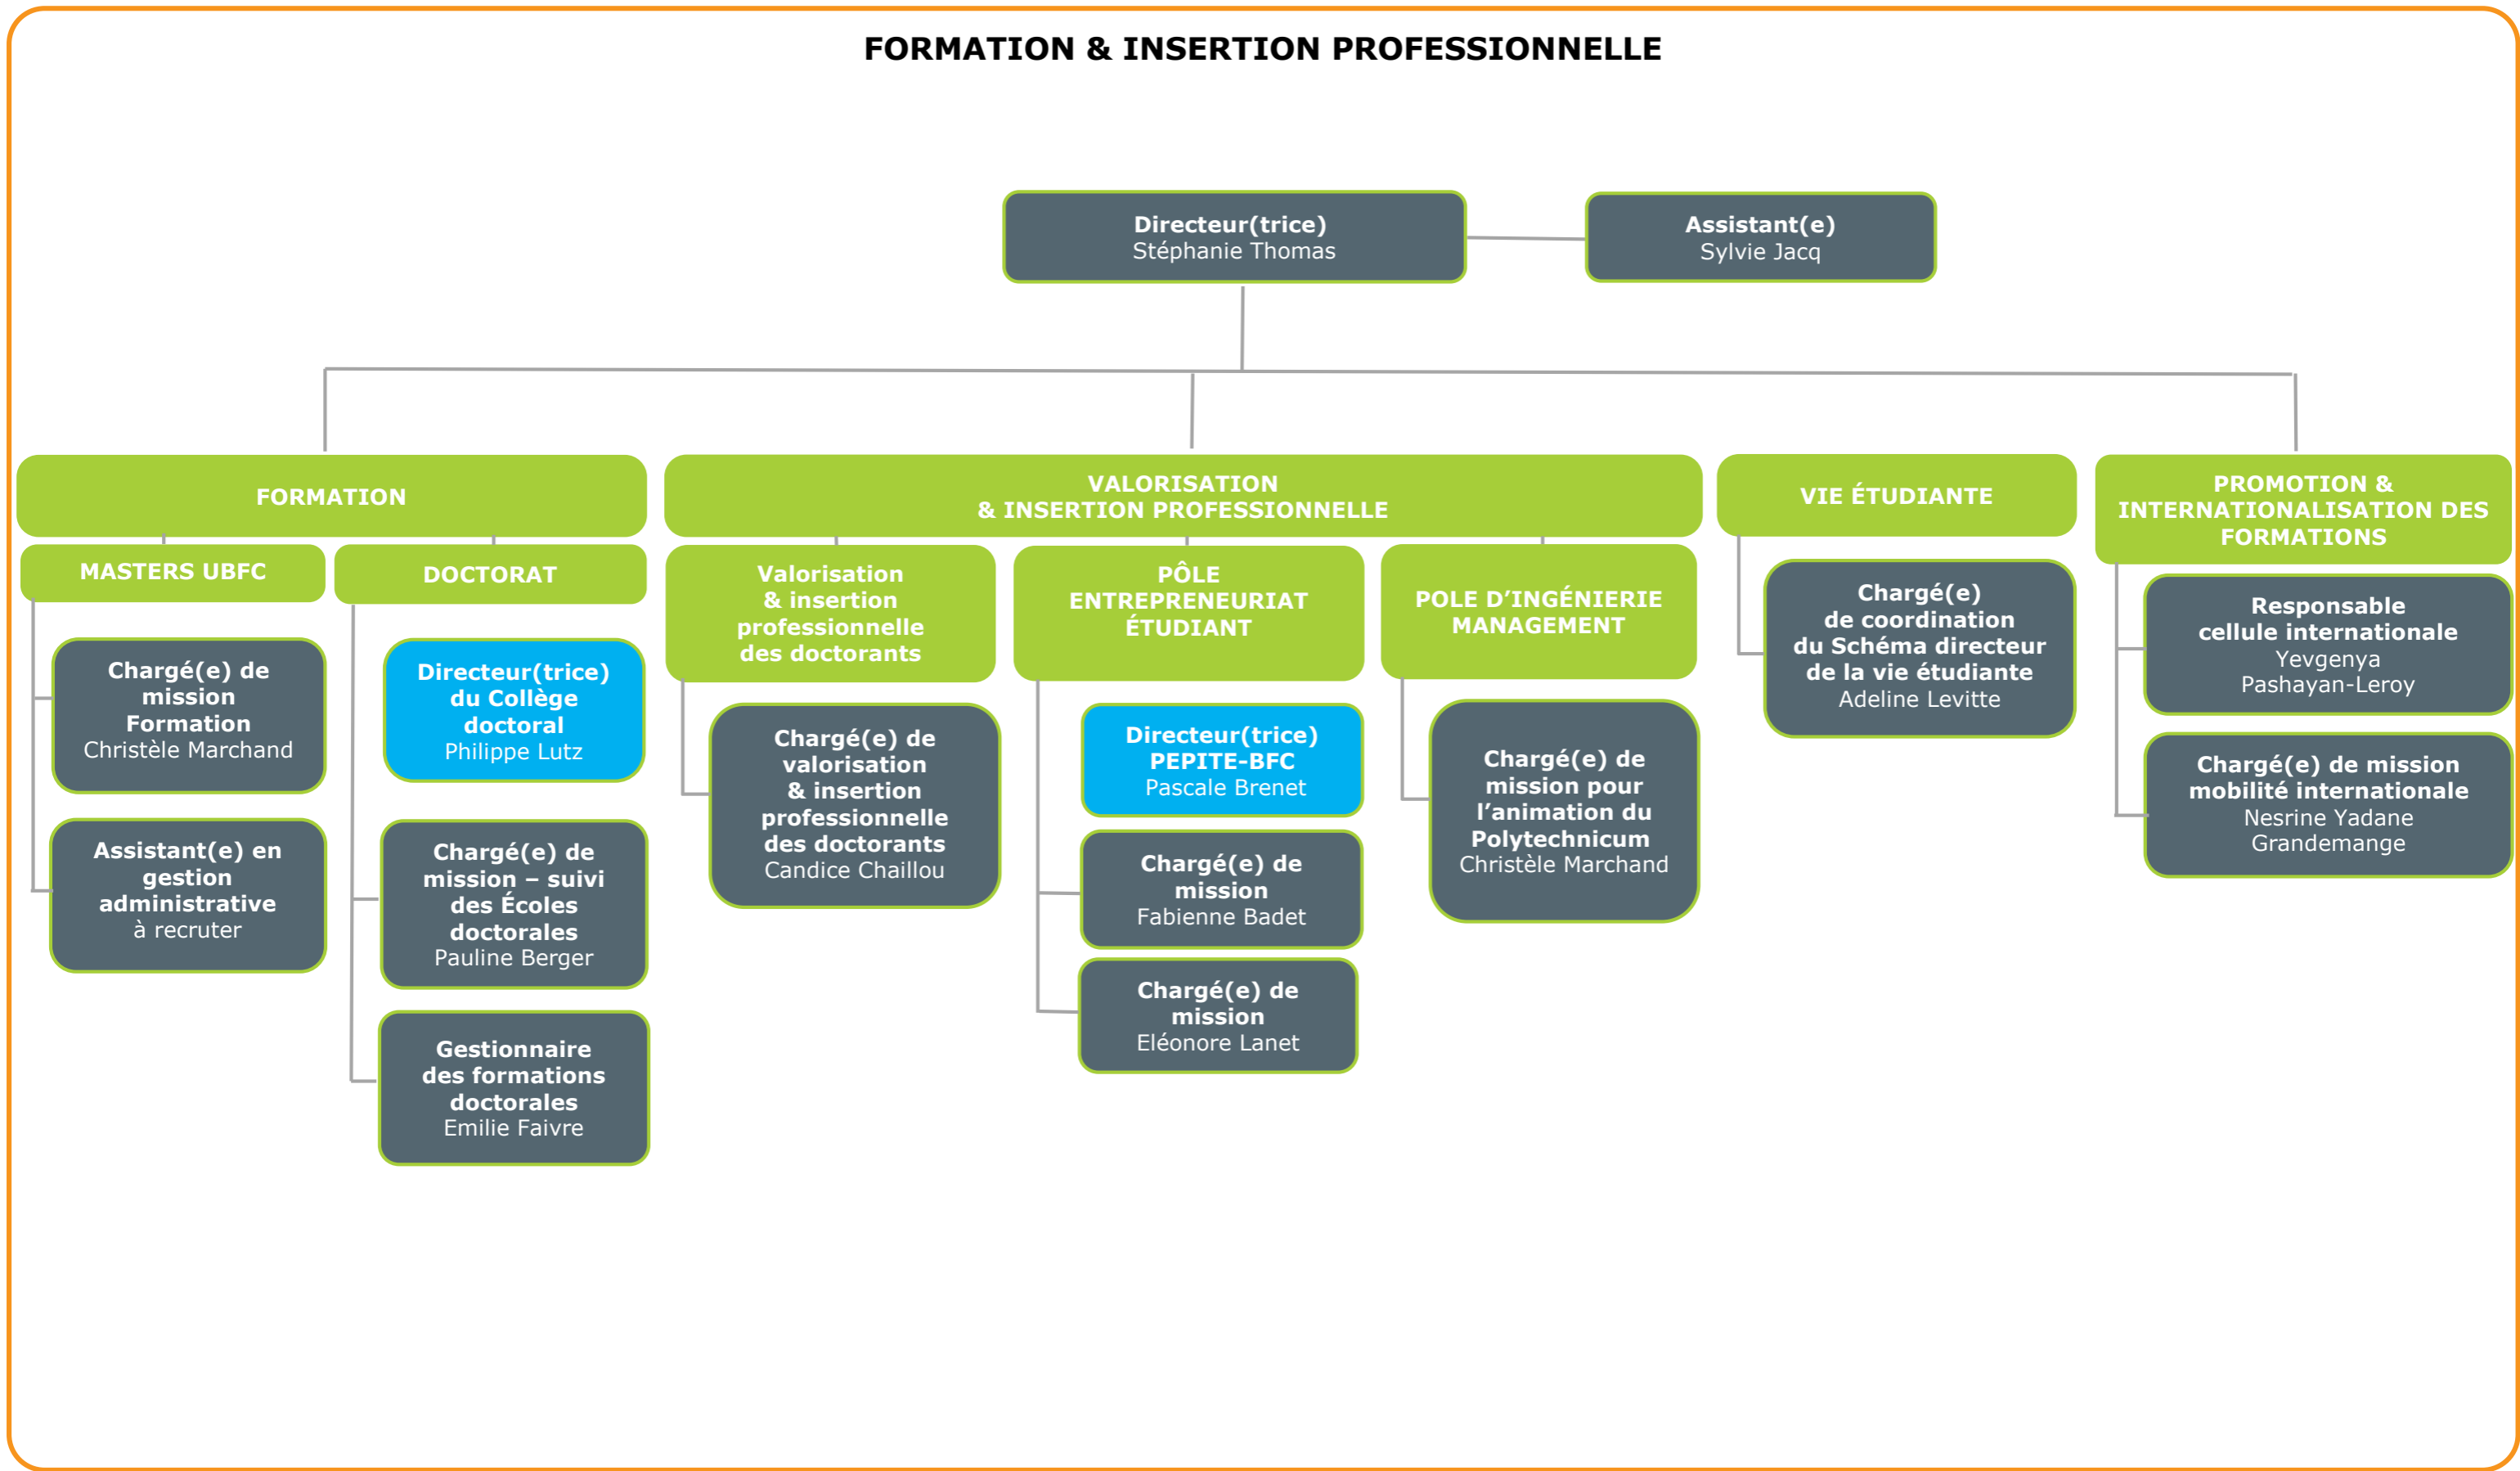 FORMATION & INSERTION PROFESSIONNELLE
Directeur(trice)
Stéphanie Thomas
Assistant(e)
Sylvie Jacq
FORMATION
MASTERS UBFC
Chargé(e) de
mission
Formation
Christèle Marchand
Assistant(e) en
gestion
administrative
à recruter
DOCTORAT
Directeur(trice)
du Collège
doctoral
Philippe Lutz
Chargé(e) de
mission – suivi
des Écoles
doctorales
Pauline Berger
Gestionnaire
des formations
doctorales
Emilie Faivre
VALORISATION
& INSERTION PROFESSIONNELLE
Valorisation
& insertion
professionnelle
des doctorants
Chargé(e) de
valorisation
& insertion
professionnelle
des doctorants
Candice Chaillou
PÔLE
ENTREPRENEURIAT
ÉTUDIANT
Directeur(trice)
PEPITE-BFC
Pascale Brenet
Chargé(e) de
mission
Fabienne Badet
Chargé(e) de
mission
Eléonore Lanet
POLE D’INGÉNIERIE
MANAGEMENT
Chargé(e) de
mission pour
l’animation du
Polytechnicum
Christèle Marchand
VIE ÉTUDIANTE
Chargé(e)
de coordination
du Schéma directeur
de la vie étudiante
Adeline Levitte
PROMOTION &
INTERNATIONALISATION DES
FORMATIONS
Responsable
cellule internationale
Yevgenya
Pashayan-Leroy
Chargé(e) de mission
mobilité internationale
Nesrine Yadane
Grandemange